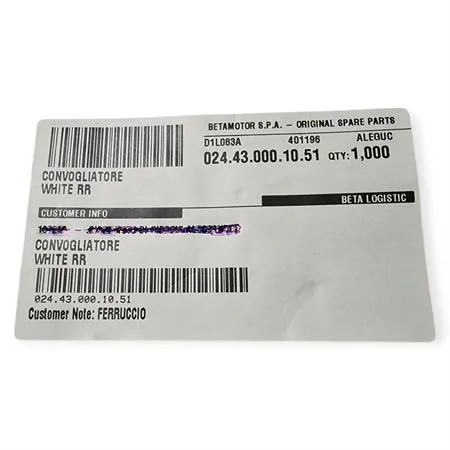 BETAMOTOR S.P.A. – ORIGINAL SPARE PARTS
D1L083A 401196 ALEGUC
024.43.000.10.51 QTY: 1,000
CONVOGLIATORE
WHITE RR
BETA LOGISTIC
CUSTOMER INFO
CONVOGLIATORE
WHITE RR
024.43.000.10.51
Customer Note: FERRUCCIO